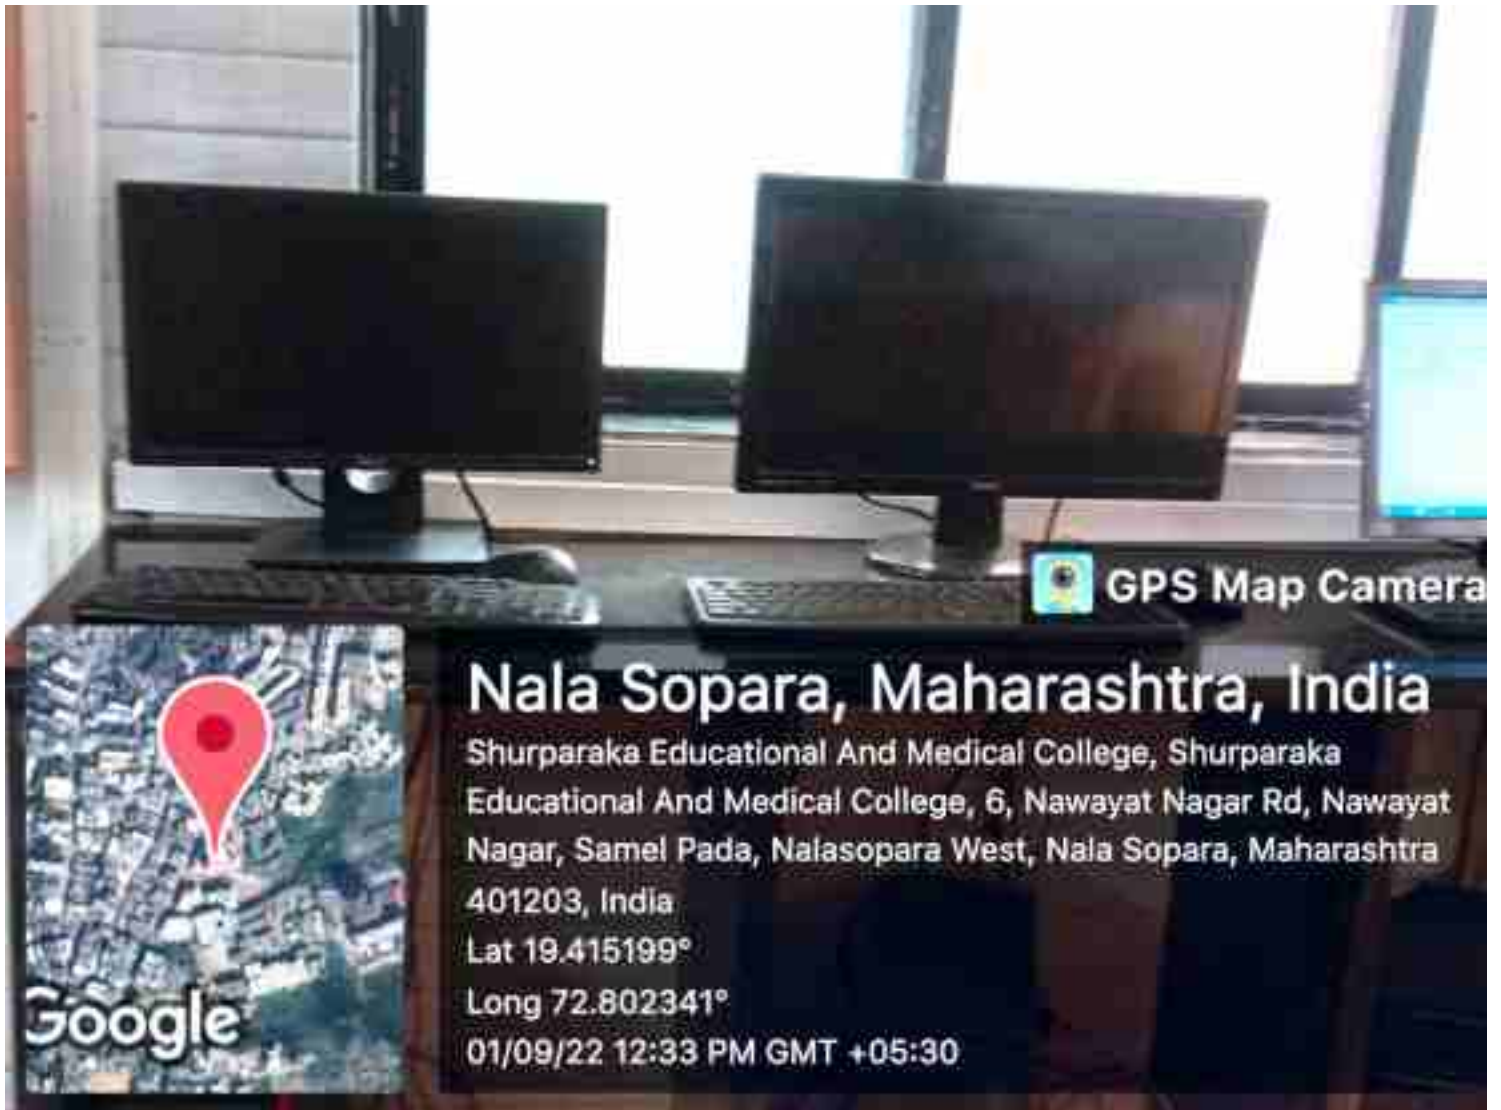 GPS Map Camera
Nala Sopara, Maharashtra, India
Shurparaka Educational And Medical College, Shurparaka
Educational And Medical College, 6, Nawayat Nagar Rd, Nawayat
Nagar, Samel Pada, Nalasopara West, Nala Sopara, Maharashtra
401203, India
Lat 19.415199°
Long 72.802341°
01/09/22 12:33 PM GMT +05:30
Google